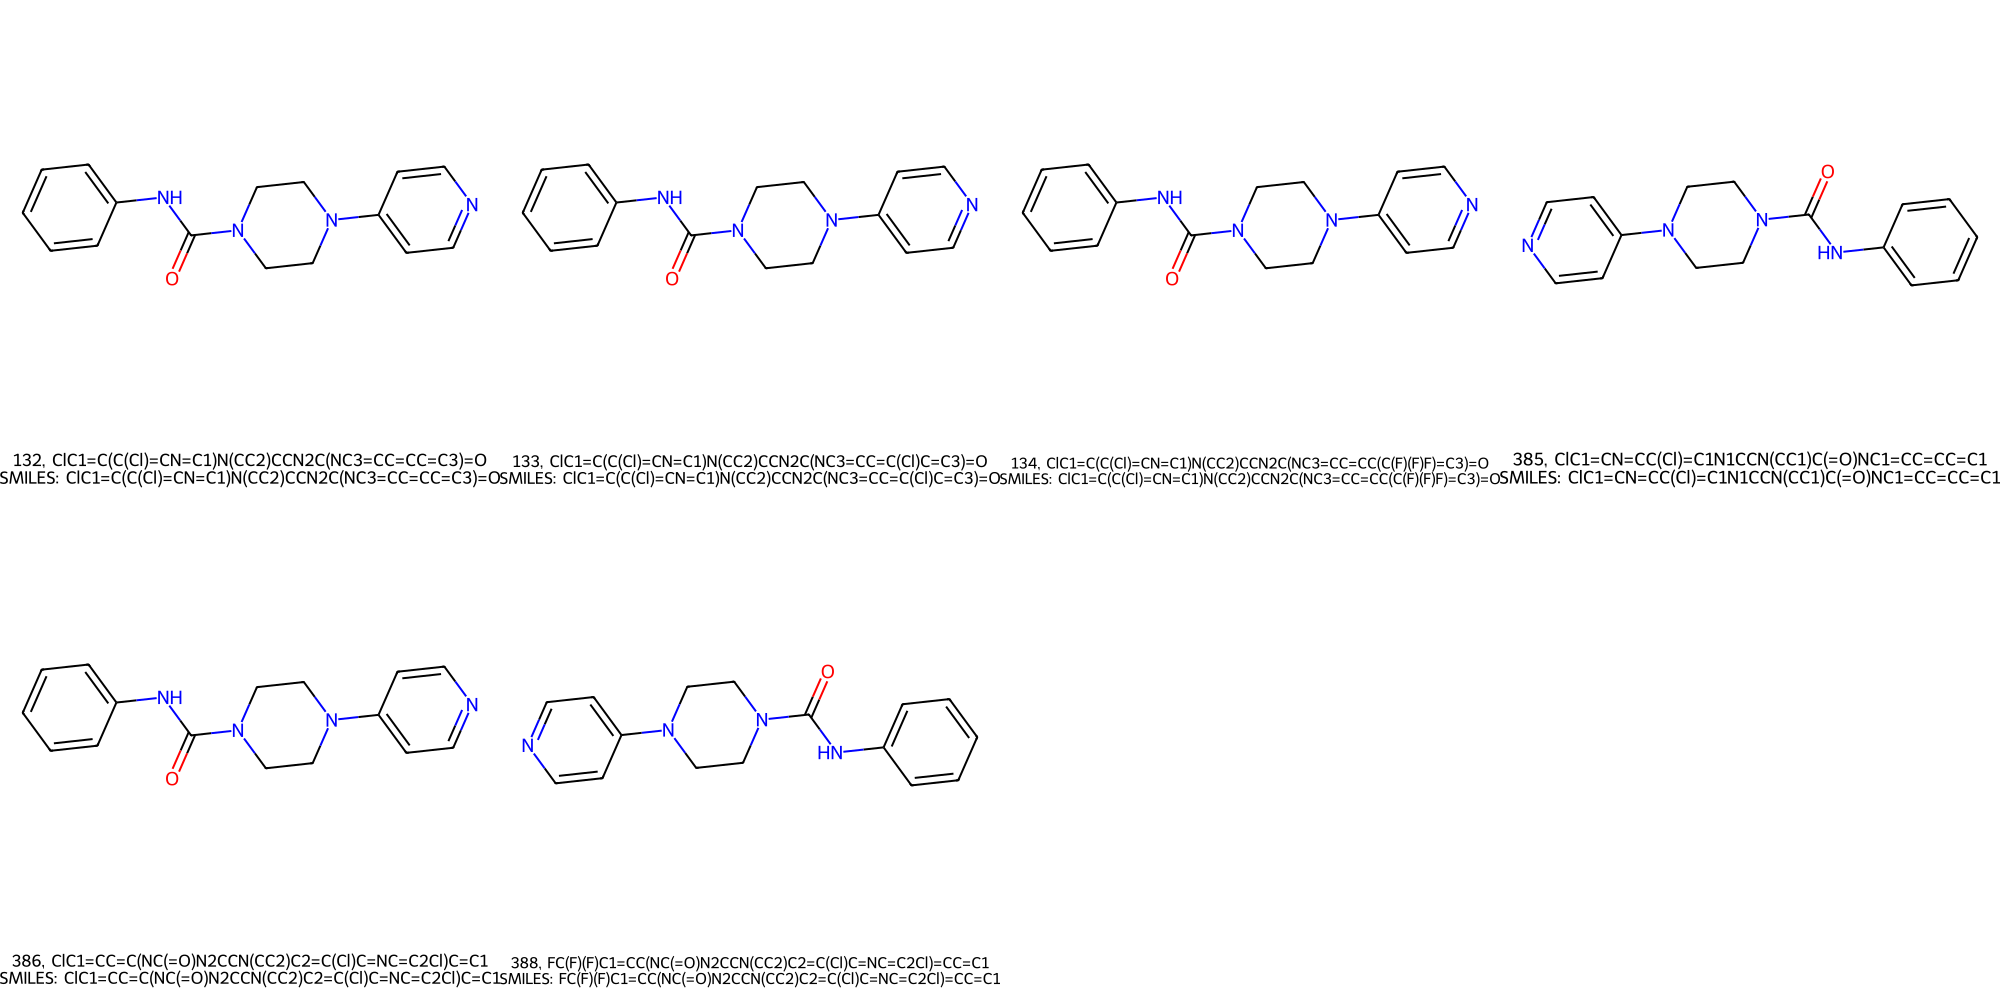 NH N N N O
NH N N N O
NH N N N O
O N N N HN
132, ClC1=C(C(Cl)=CN=C1)N(CC2)CCN2C(NC3=CC=CC=C3)=O
SMILES: ClC1=C(C(Cl)=CN=C1)N(CC2)CCN2C(NC3=CC=CC=C3)=O
133, ClC1=C(C(Cl)=CN=C1)N(CC2)CCN2C(NC3=CC=C(Cl)C=C3)=O
SMILES: ClC1=C(C(Cl)=CN=C1)N(CC2)CCN2C(NC3=CC=C(Cl)C=C3)=O
134, ClC1=C(C(Cl)=CN=C1)N(CC2)CCN2C(NC3=CC=CC(C(F)(F)F)=C3)=O
SMILES: ClC1=C(C(Cl)=CN=C1)N(CC2)CCN2C(NC3=CC=CC(C(F)(F)F)=C3)=O
385, ClC1=CN=CC(Cl)=C1N1CCN(CC1)C(=O)NC1=CC=CC=C1
SMILES: ClC1=CN=CC(Cl)=C1N1CCN(CC1)C(=O)NC1=CC=CC=C1
NH N N N O
O N N N HN
386, ClC1=CC=C(NC(=O)N2CCN(CC2)C2=C(Cl)C=NC=C2Cl)C=C1
SMILES: ClC1=CC=C(NC(=O)N2CCN(CC2)C2=C(Cl)C=NC=C2Cl)C=C1
388, FC(F)(F)C1=CC(NC(=O)N2CCN(CC2)C2=C(Cl)C=NC=C2Cl)=CC=C1
SMILES: FC(F)(F)C1=CC(NC(=O)N2CCN(CC2)C2=C(Cl)C=NC=C2Cl)=CC=C1